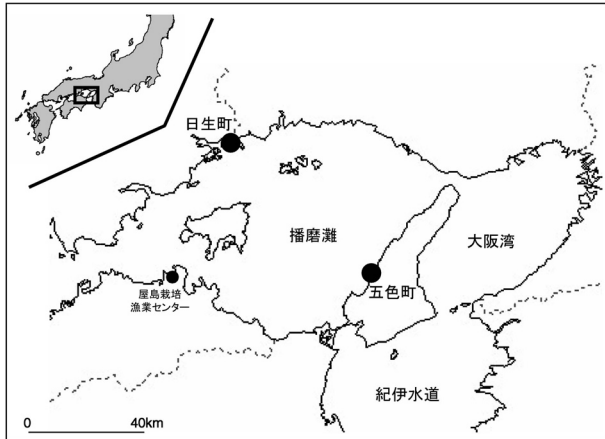 日生町
播磨灘
大阪湾
五色町
屋島栽培
漁業センター
紀伊水道
0
40km